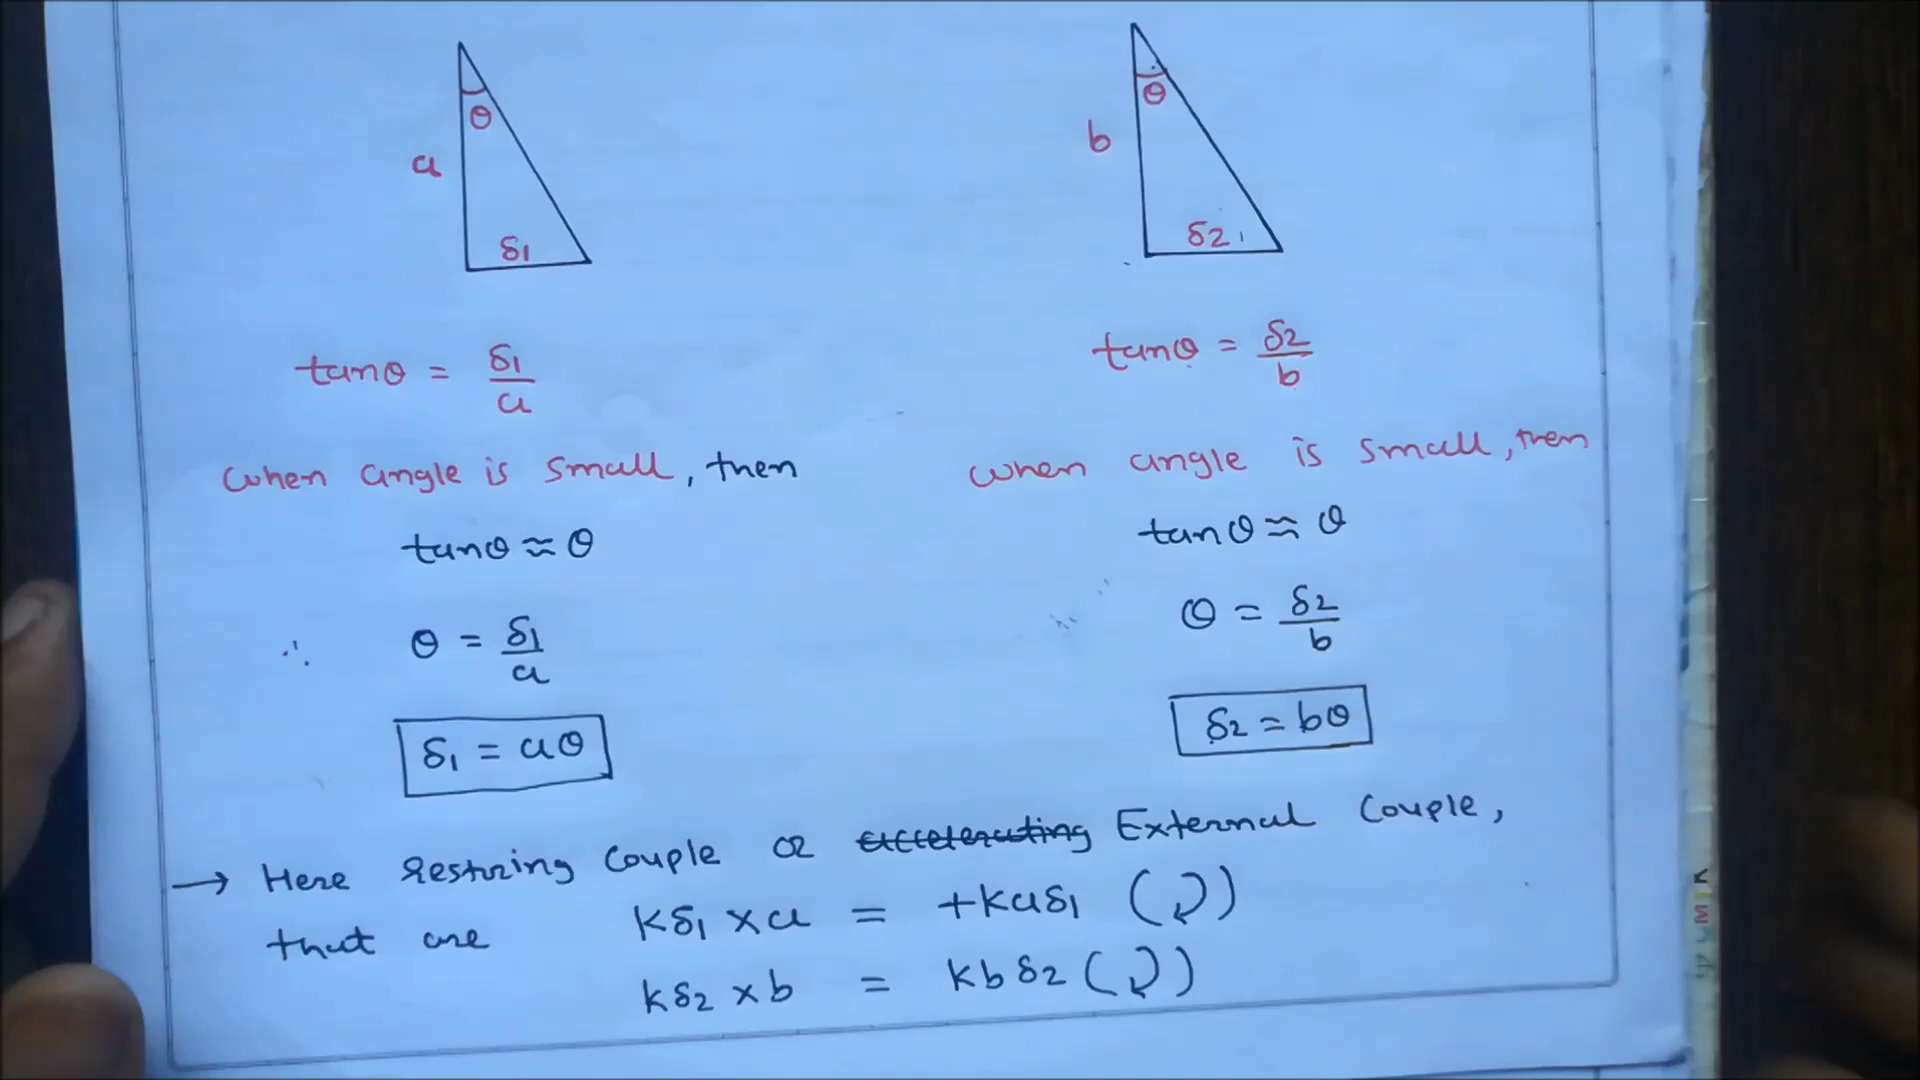 θ
a
δ1
θ
b
δ2
tanθ = δ1/a
tanθ = δ2/b
when angle is small, then
when angle is small, then
tanθ ≈ θ
tanθ ≈ θ
∴ θ = δ1/a
θ = δ2/b
δ1 = aθ
δ2 = bθ
→ Here restoring couple or accelerating External couple,
that are kδ1 × a = +kaδ1 (↻)
kδ2 × b = kbδ2 (↻)